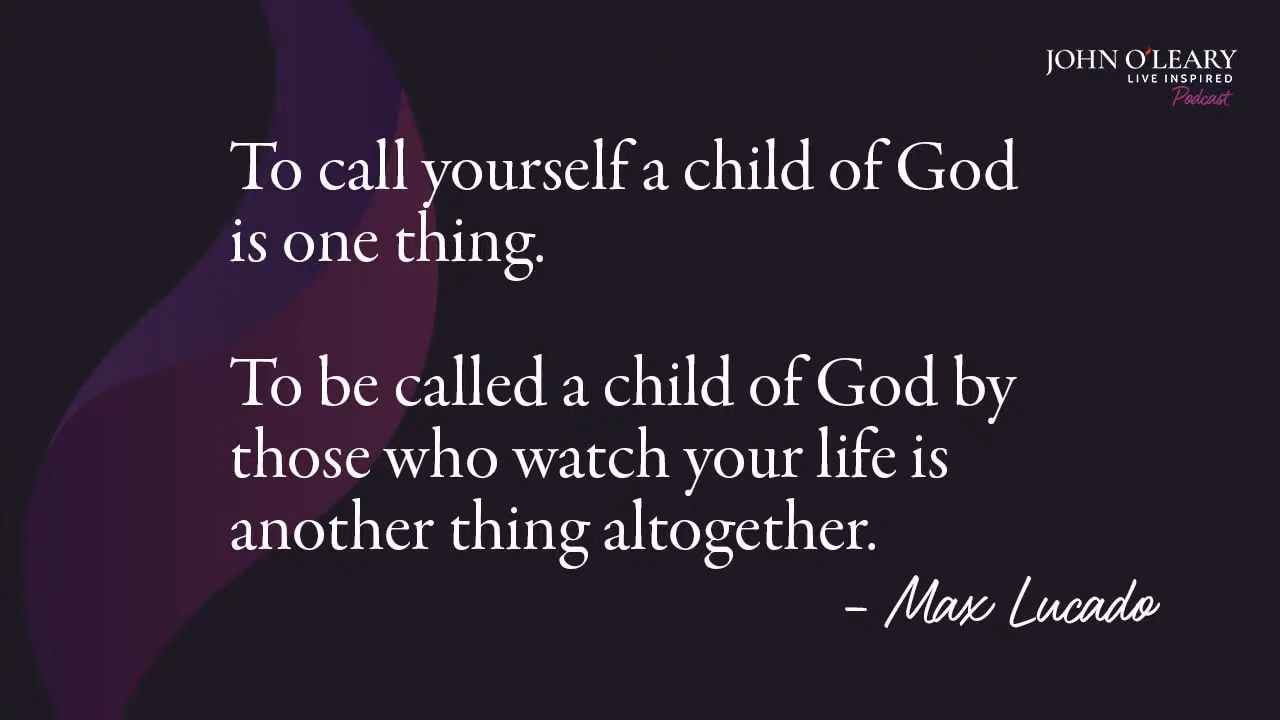 JOHN O'LEARY
LIVE INSPIRED
Podcast
To call yourself a child of God
is one thing.
To be called a child of God by
those who watch your life is
another thing altogether.
– Max Lucado